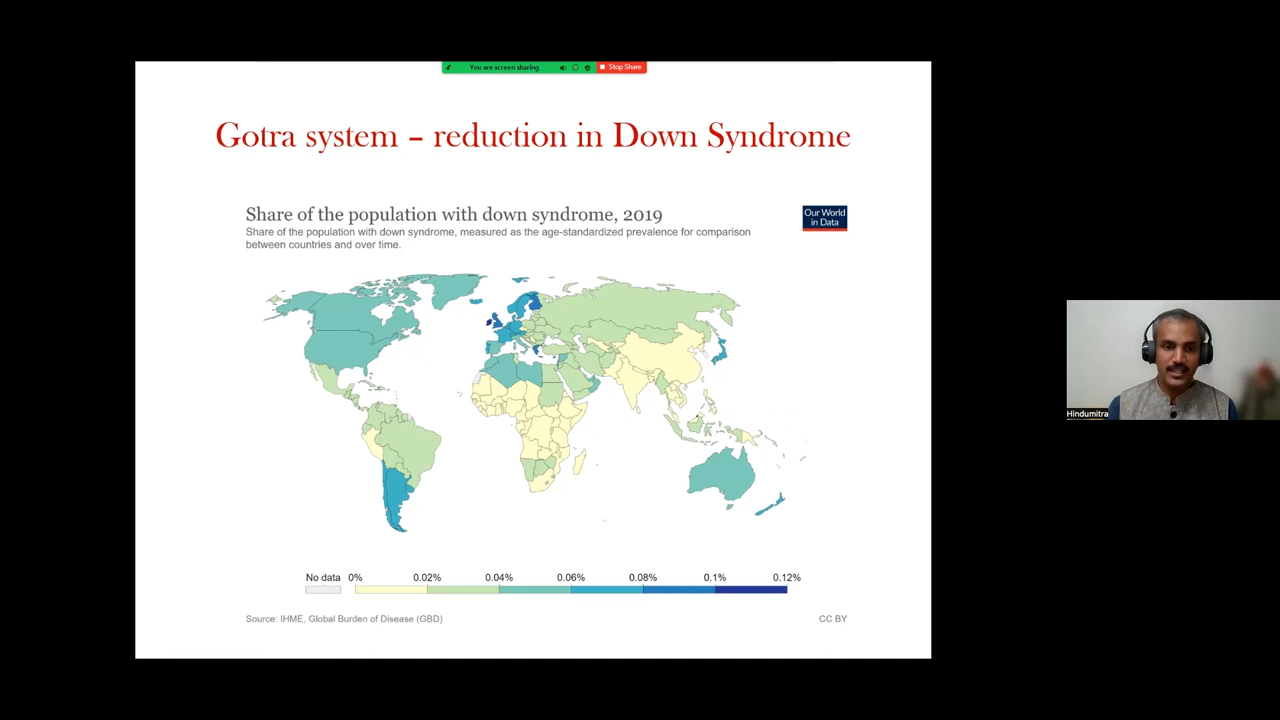 You are screen sharing
Stop Share
Gotra system – reduction in Down Syndrome
Share of the population with down syndrome, 2019
Share of the population with down syndrome, measured as the age-standardized prevalence for comparison
between countries and over time.
Our World
in Data
No data 0% 0.02% 0.04% 0.06% 0.08% 0.1% 0.12%
Source: IHME, Global Burden of Disease (GBD)
CC BY
Hindumitra